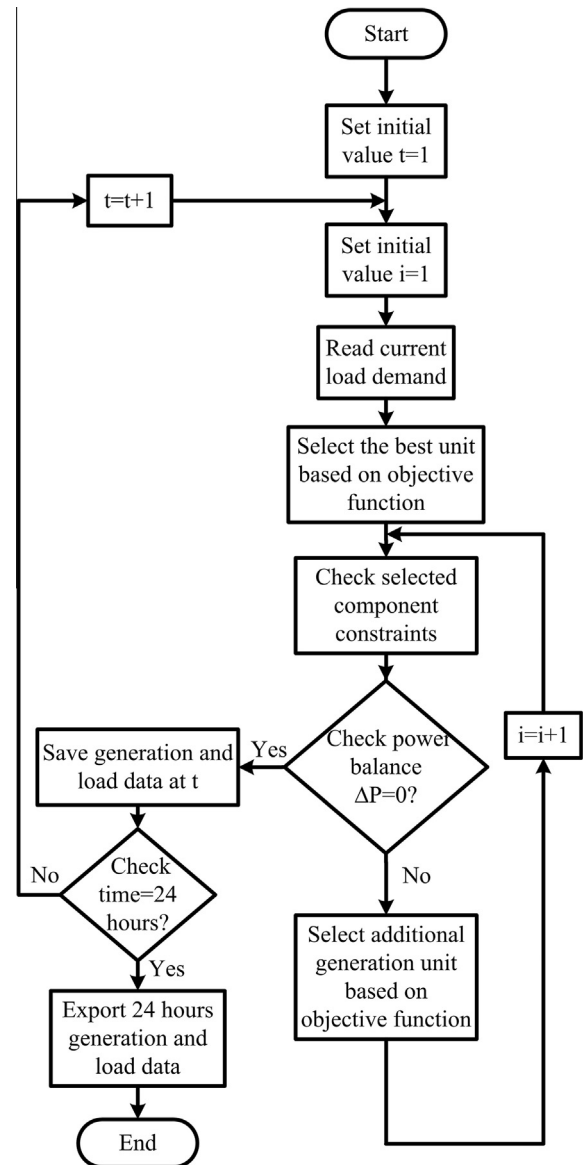 Start
Set initial
value t=1
t=t+1
Set initial
value i=1
Read current
load demand
Select the best unit
based on objective
function
Check selected
component
constraints
i=i+1
Check power
balance
ΔP=0?
Yes
Save generation and
load data at t
No
Check
time=24
hours?
No
Select additional
generation unit
based on
objective function
Yes
Export 24 hours
generation and
load data
End